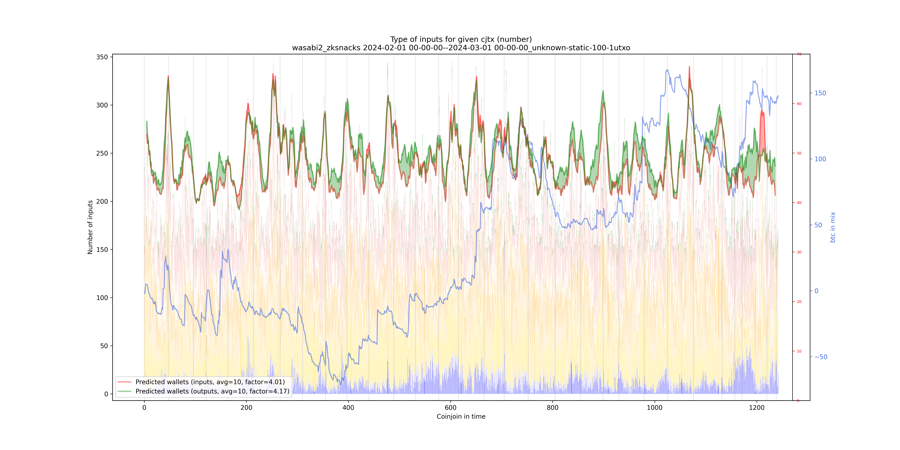 Type of inputs for given cjtx (number)
wasabi2_zksnacks 2024-02-01 00-00-00--2024-03-01 00-00-00_unknown-static-100-1utxo
Number of inputs
350
300
250
200
150
100
50
0
0
200
400
600
800
1000
1200
Coinjoin in time
Predicted wallets (inputs, avg=10, factor=4.01)
Predicted wallets (outputs, avg=10, factor=4.17)
150
100
50
0
−50
btc in mix